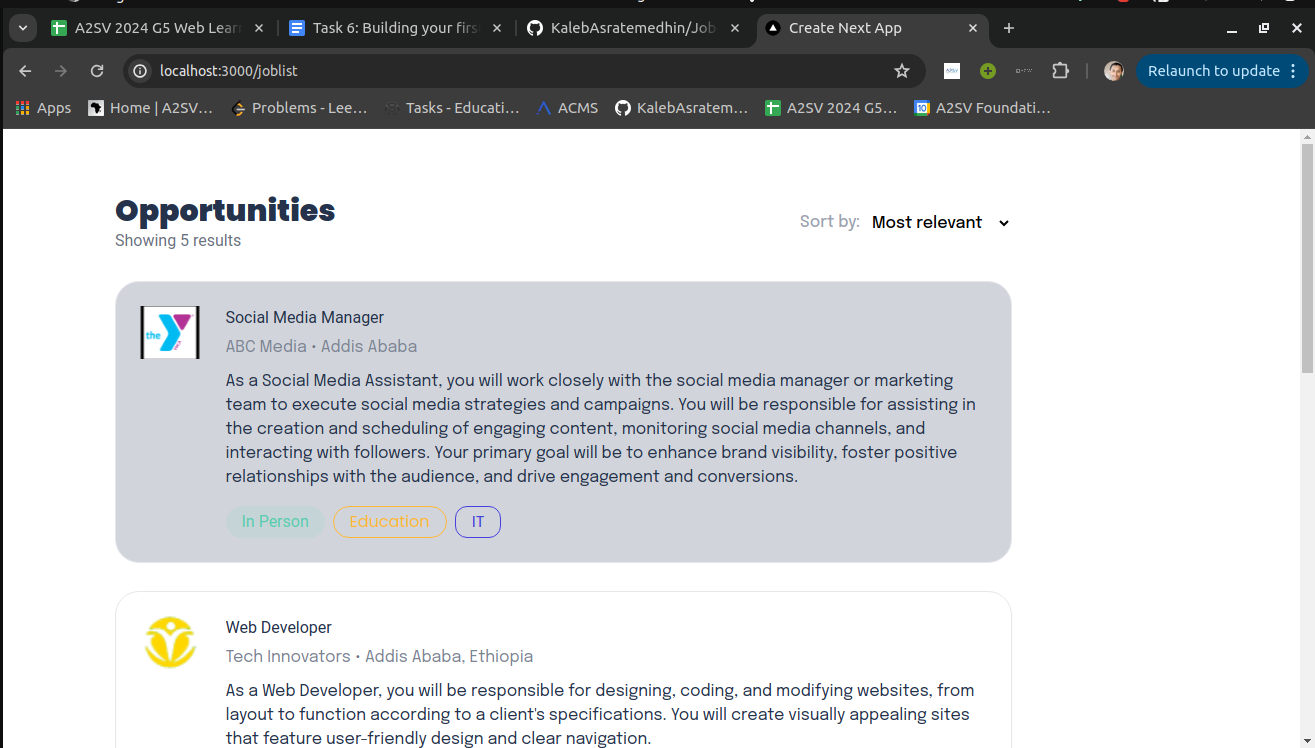 A2SV 2024 G5 Web Lear
Task 6: Building your firs
KalebAsratemedhin/Job
Create Next App
localhost:3000/joblist
Relaunch to update
Apps
Home | A2SV…
Problems - Lee…
Tasks - Educati…
ACMS
KalebAsratem…
A2SV 2024 G5…
10
A2SV Foundati…
Opportunities
Showing 5 results
Sort by: Most relevant
the Y
Social Media Manager
ABC Media • Addis Ababa
As a Social Media Assistant, you will work closely with the social media manager or marketing
team to execute social media strategies and campaigns. You will be responsible for assisting in
the creation and scheduling of engaging content, monitoring social media channels, and
interacting with followers. Your primary goal will be to enhance brand visibility, foster positive
relationships with the audience, and drive engagement and conversions.
In Person
Education
IT
Web Developer
Tech Innovators • Addis Ababa, Ethiopia
As a Web Developer, you will be responsible for designing, coding, and modifying websites, from
layout to function according to a client's specifications. You will create visually appealing sites
that feature user-friendly design and clear navigation.